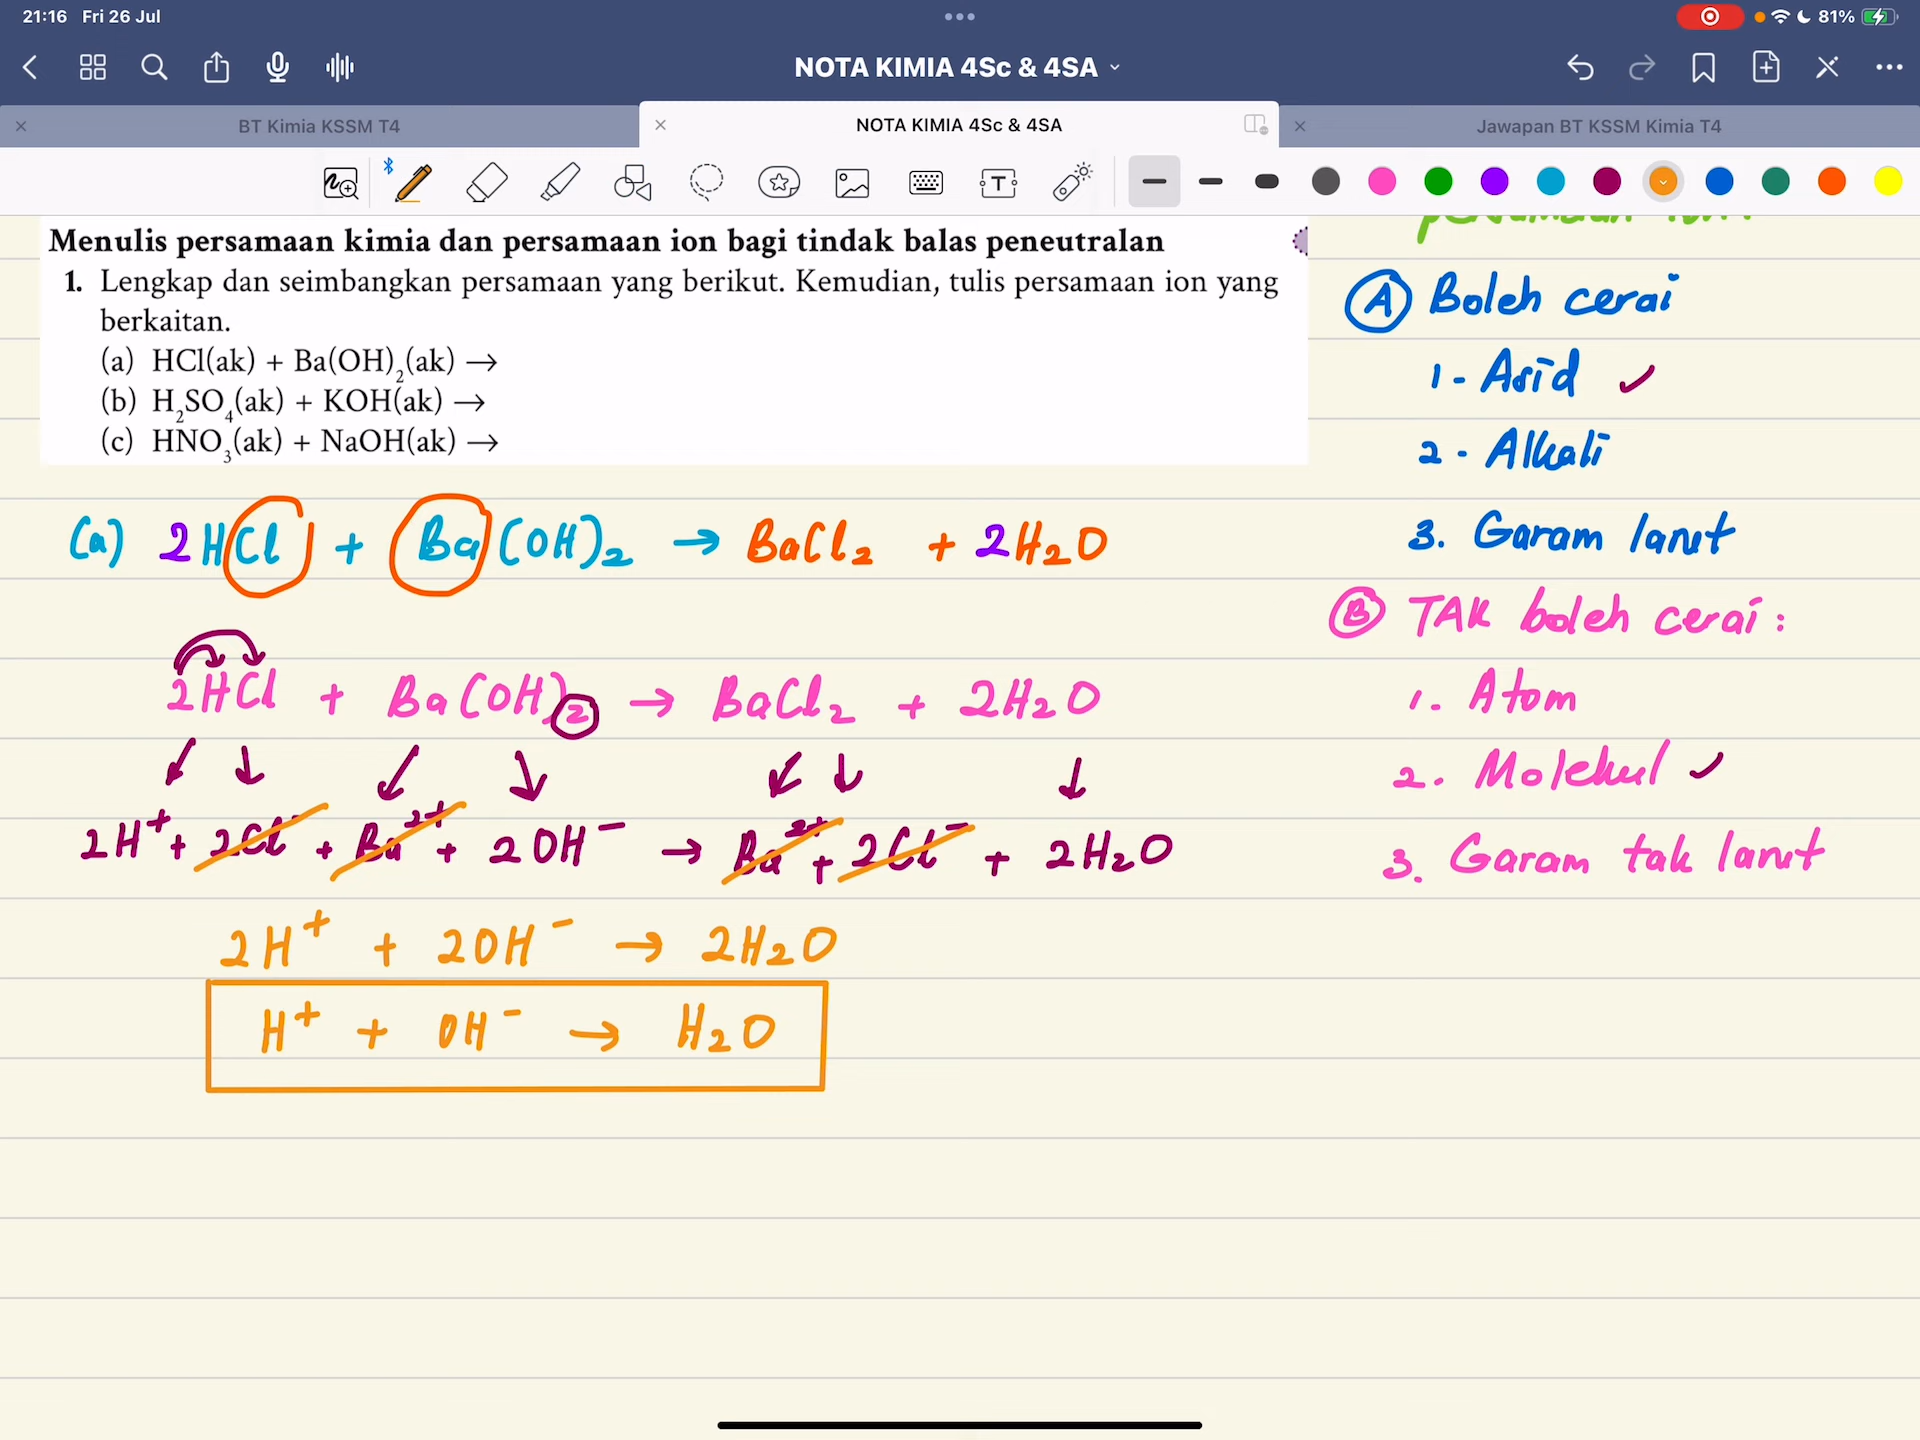 21:16 Fri 26 Jul
81%
NOTA KIMIA 4Sc & 4SA
BT Kimia KSSM T4
NOTA KIMIA 4Sc & 4SA
Jawapan BT KSSM Kimia T4
Menulis persamaan kimia dan persamaan ion bagi tindak balas peneutralan
1. Lengkap dan seimbangkan persamaan yang berikut. Kemudian, tulis persamaan ion yang
berkaitan.
(a) HCl(ak) + Ba(OH)₂(ak) →
(b) H₂SO₄(ak) + KOH(ak) →
(c) HNO₃(ak) + NaOH(ak) →
(a) 2HCl + Ba(OH)₂ → BaCl₂ + 2H₂O
2HCl + Ba(OH)₂ → BaCl₂ + 2H₂O
2H⁺ + 2Cl⁻ + Ba²⁺ + 2OH⁻ → Ba²⁺ + 2Cl⁻ + 2H₂O
2H⁺ + 2OH⁻ → 2H₂O
H⁺ + OH⁻ → H₂O
(A) Boleh cerai
1- Asid ✓
2- Alkali
3. Garam larut
(B) TAK boleh cerai:
1. Atom
2. Molekul ✓
3. Garam tak larut